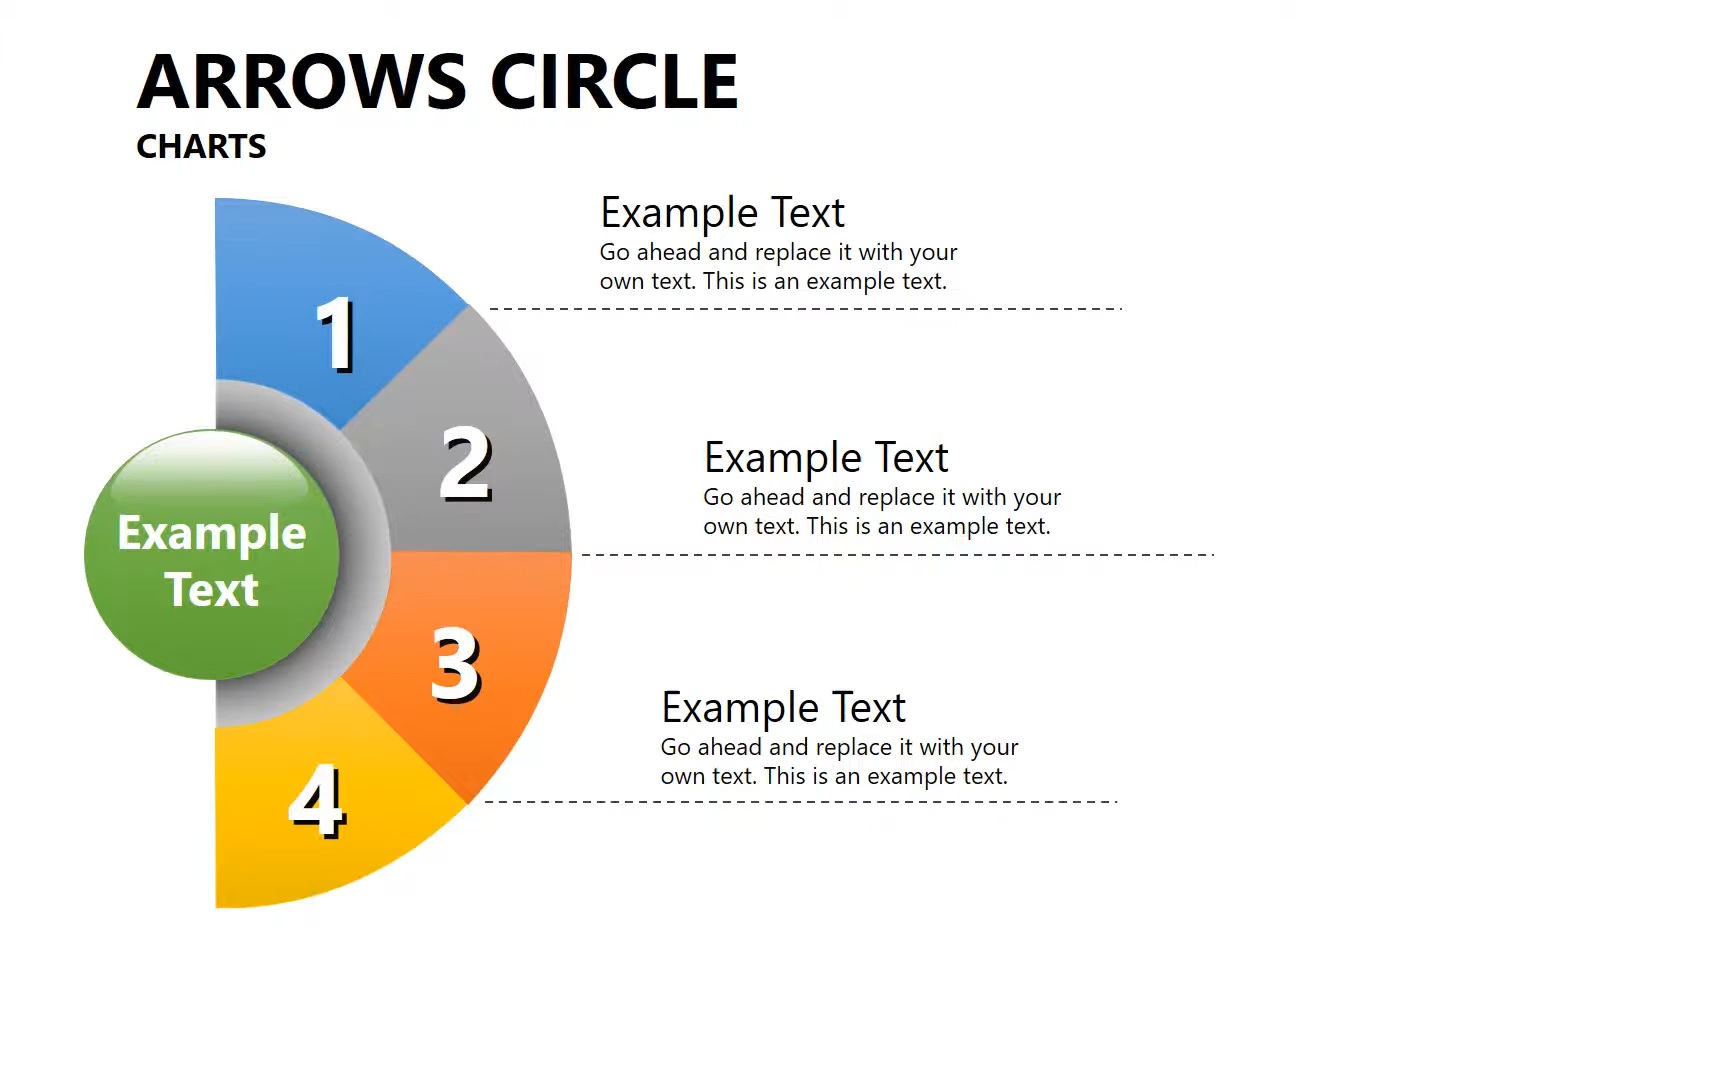 ARROWS CIRCLE
CHARTS
Example Text
Go ahead and replace it with your
own text. This is an example text.
1
2
Example Text
Go ahead and replace it with your
own text. This is an example text.
Example
Text
3
Example Text
Go ahead and replace it with your
own text. This is an example text.
4